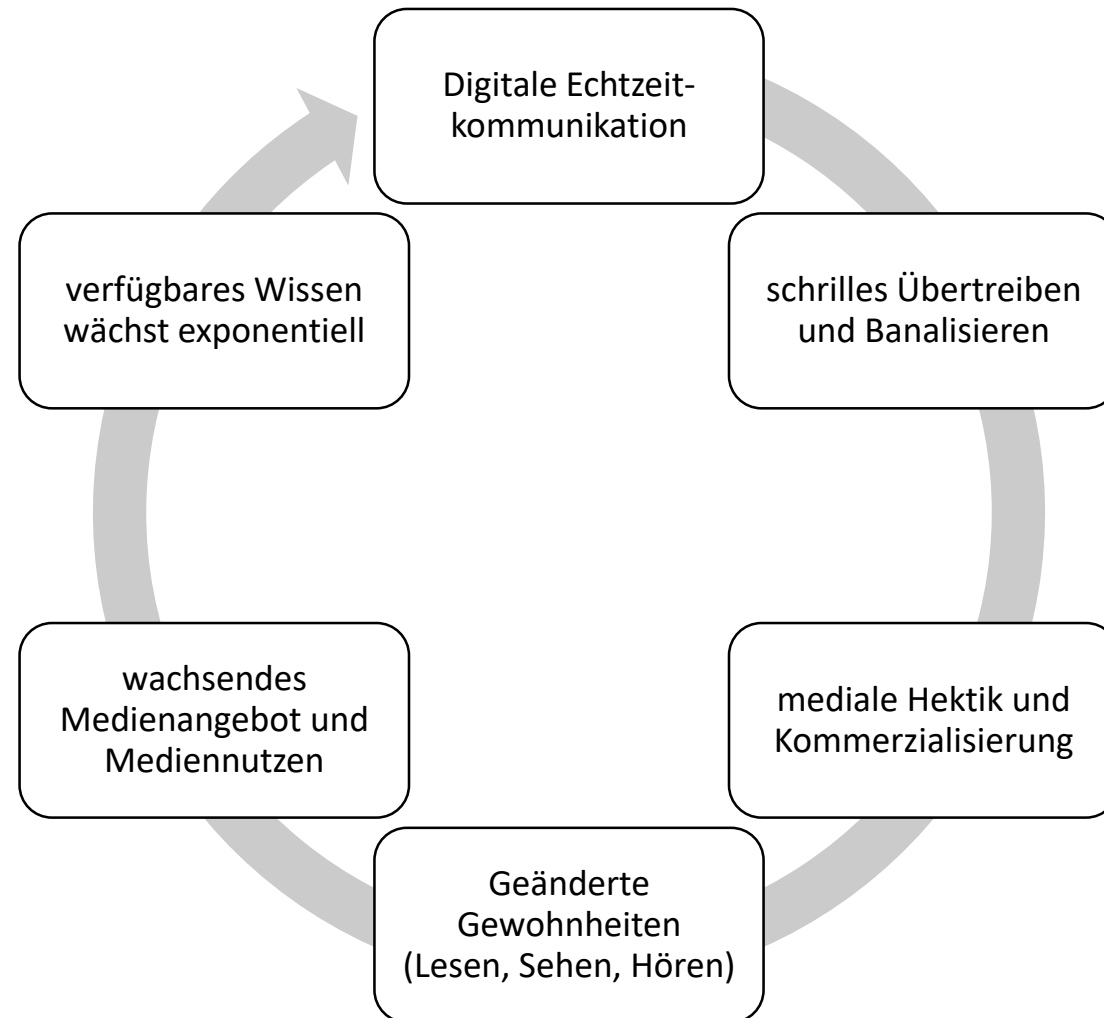 Digitale Echtzeit-
kommunikation
schrilles Übertreiben
und Banalisieren
mediale Hektik und
Kommerzialisierung
Geänderte
Gewohnheiten
(Lesen, Sehen, Hören)
wachsendes
Medienangebot und
Mediennutzen
verfügbares Wissen
wächst exponentiell